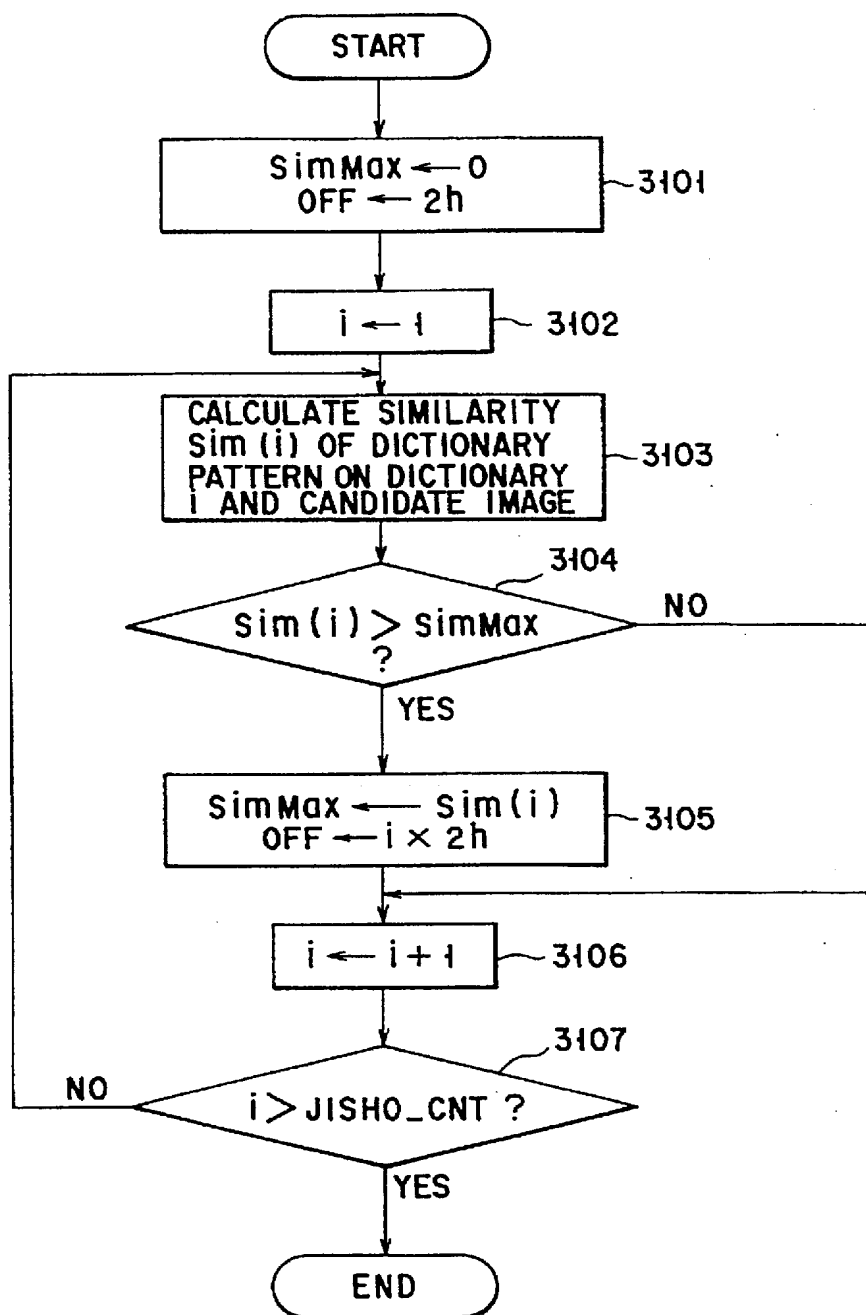 START
SimMax ← 0
OFF ← 2h
3101
i ← 1
3102
CALCULATE SIMILARITY
Sim(i) OF DICTIONARY
PATTERN ON DICTIONARY
i AND CANDIDATE IMAGE
3103
3104
Sim(i) > SimMax
?
NO
YES
SimMax ← Sim(i)
OFF ← i × 2h
3105
i ← i + 1
3106
3107
NO
i > JISHO_CNT ?
YES
END